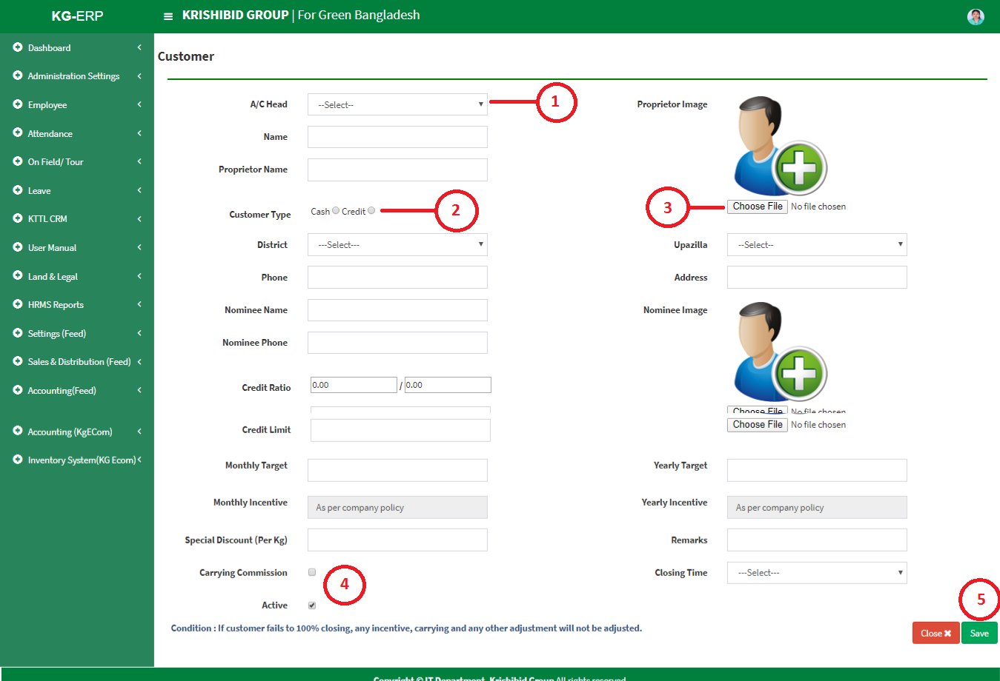 KG-ERP
KRISHIBID GROUP | For Green Bangladesh
Dashboard
Administration Settings
Employee
Attendance
On Field/ Tour
Leave
KTTL CRM
User Manual
Land & Legal
HRMS Reports
Settings (Feed)
Sales & Distribution (Feed)
Accounting(Feed)
Accounting (KgECom)
Inventory System(KG Ecom)
Customer
A/C Head --Select-- 1
Proprietor Image
Name
Proprietor Name
Customer Type Cash Credit 2
3 Choose File No file chosen
District ---Select---
Upazilla --Select--
Phone
Address
Nominee Name
Nominee Image
Nominee Phone
Credit Ratio 0.00 / 0.00
Choose File No file chosen
Credit Limit
Choose File No file chosen
Monthly Target
Yearly Target
Monthly Incentive As per company policy
Yearly Incentive As per company policy
Special Discount (Per Kg)
Remarks
Carrying Commission 4
Closing Time ---Select---
Active
5
Condition : If customer fails to 100% closing, any incentive, carrying and any other adjustment will not be adjusted.
Close Save
Copyright © IT Department, Krishibid Group All rights reserved